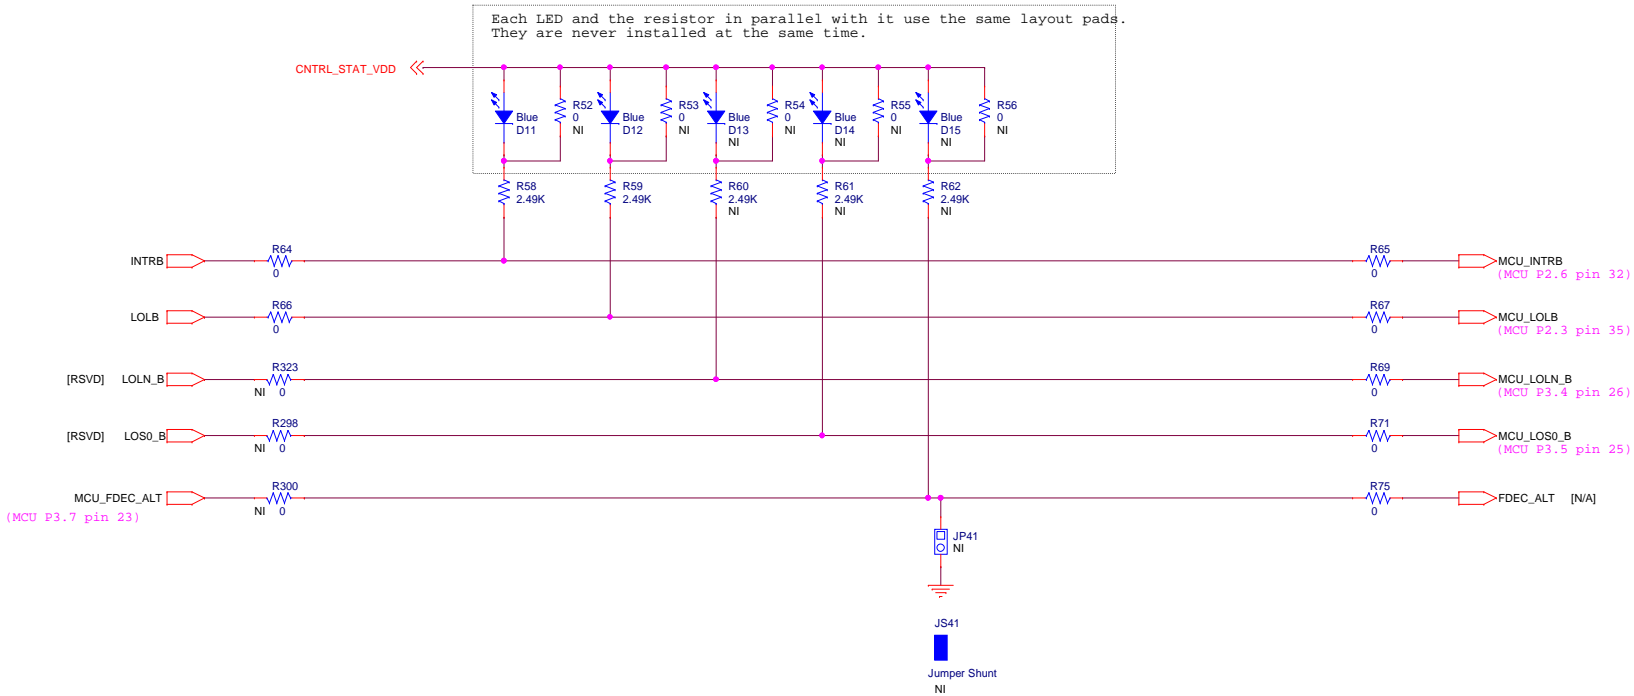 Each LED and the resistor in parallel with it use the same layout pads.
They are never installed at the same time.
CNTRL_STAT_VDD
Blue
D11
R52
0
NI
Blue
D12
R53
0
NI
Blue
D13
NI
R54
0
NI
Blue
D14
NI
R55
0
NI
Blue
D15
NI
R56
0
NI
R58
2.49K
R59
2.49K
R60
2.49K
NI
R61
2.49K
NI
R62
2.49K
NI
INTRB
R64
0
R65
0
MCU_INTRB
(MCU P2.6 pin 32)
LOLB
R66
0
R67
0
MCU_LOLB
(MCU P2.3 pin 35)
[RSVD] LOLN_B
R323
NI 0
R69
0
MCU_LOLN_B
(MCU P3.4 pin 26)
[RSVD] LOS0_B
R298
NI 0
R71
0
MCU_LOS0_B
(MCU P3.5 pin 25)
MCU_FDEC_ALT
(MCU P3.7 pin 23)
R300
NI 0
R75
0
FDEC_ALT [N/A]
JP41
NI
JS41
Jumper Shunt
NI